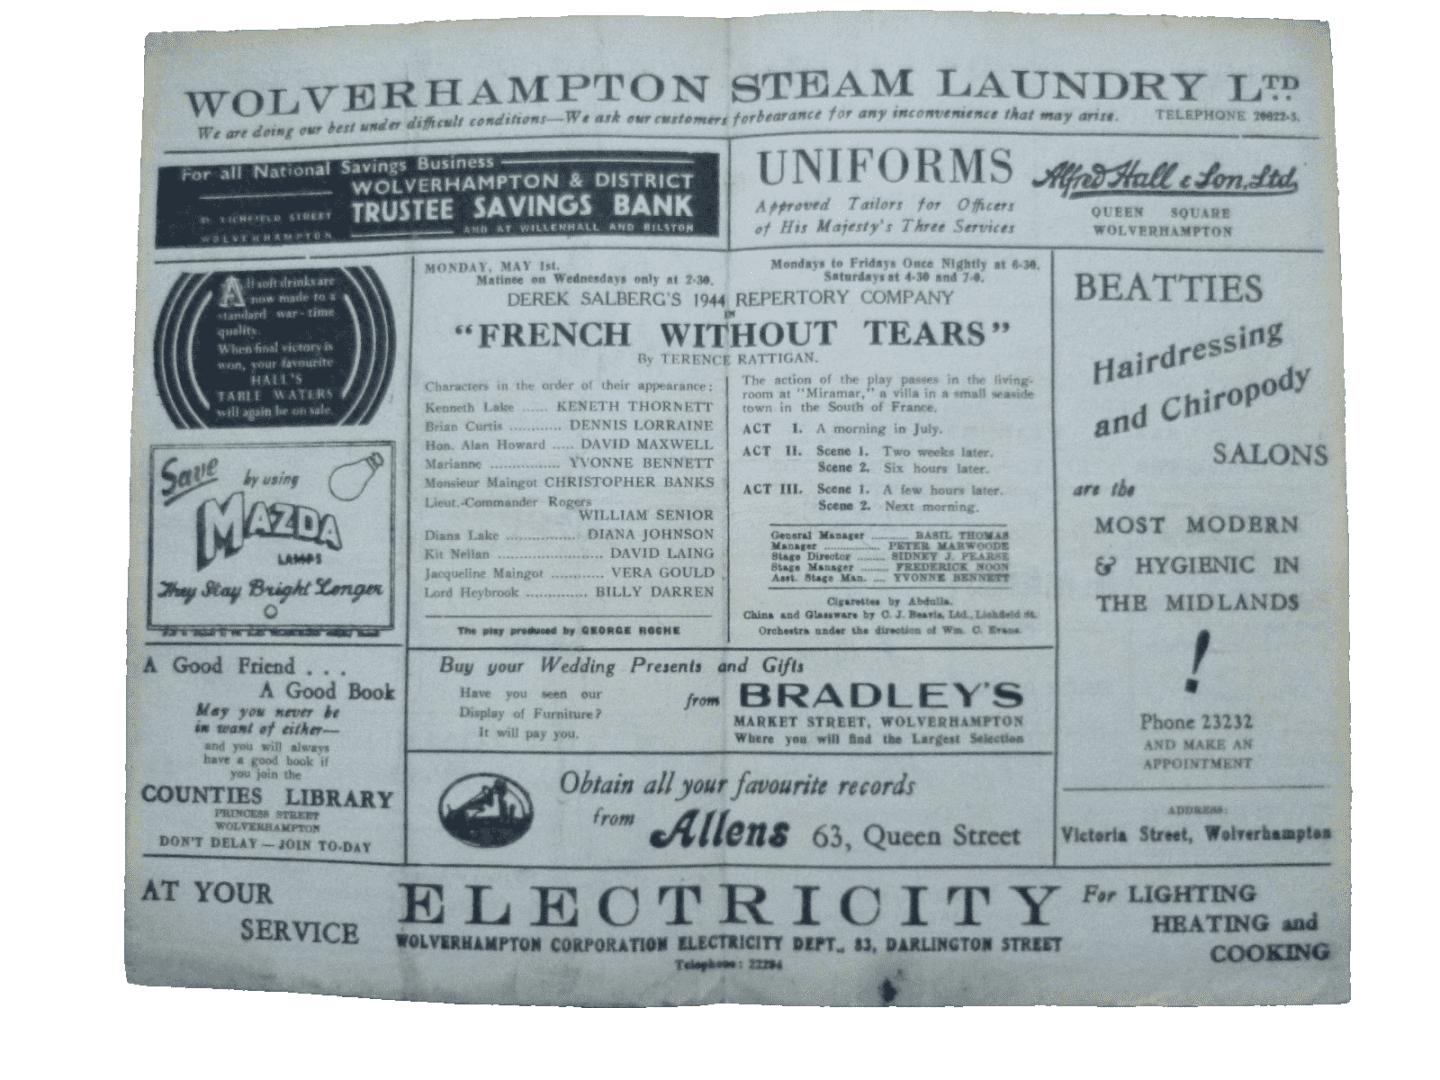 WOLVERHAMPTON STEAM LAUNDRY LTD
We are doing our best under difficult conditions—We ask our customers forbearance for any inconvenience that may arise. TELEPHONE 20622-3.
For all National Savings Business
WOLVERHAMPTON & DISTRICT
TRUSTEE SAVINGS BANK
LICHFIELD STREET
WOLVERHAMPTON
AND AT WILLENHALL AND BILSTON
UNIFORMS
Approved Tailors for Officers
of His Majesty's Three Services
Alfred Hall & Son, Ltd.
QUEEN SQUARE
WOLVERHAMPTON
All soft drinks are
now made to a
standard war-time
quality.
When final victory is
won, your favourite
HALL'S
TABLE WATERS
will again be on sale.
Save by using
MAZDA
LAMPS
They Stay Bright Longer
A Good Friend . . .
A Good Book
May you never be
in want of either—
and you will always
have a good book if
you join the
COUNTIES LIBRARY
PRINCESS STREET
WOLVERHAMPTON
DON'T DELAY — JOIN TO-DAY
MONDAY, MAY 1st.
Matinee on Wednesdays only at 2-30.
Mondays to Fridays Once Nightly at 6-30.
Saturdays at 4-30 and 7-0.
DEREK SALBERG'S 1944 REPERTORY COMPANY
IN
"FRENCH WITHOUT TEARS"
By TERENCE RATTIGAN.
Characters in the order of their appearance:
Kenneth Lake ...... KENETH THORNETT
Brian Curtis ............ DENNIS LORRAINE
Hon. Alan Howard ..... DAVID MAXWELL
Marianne ................ YVONNE BENNETT
Monsieur Maingot CHRISTOPHER BANKS
Lieut.-Commander Rogers
WILLIAM SENIOR
Diana Lake ................ DIANA JOHNSON
Kit Neilan ........................ DAVID LAING
Jacqueline Maingot ............ VERA GOULD
Lord Heybrook .............. BILLY DARREN
The play produced by GEORGE ROCHE
The action of the play passes in the living-
room at "Miramar," a villa in a small seaside
town in the South of France.
ACT I. A morning in July.
ACT II. Scene 1. Two weeks later.
Scene 2. Six hours later.
ACT III. Scene 1. A few hours later.
Scene 2. Next morning.
General Manager ......... BASIL THOMAS
Manager ............. PETER MARWOODE
Stage Director ...... SIDNEY J. PEARSE
Stage Manager ....... FREDERICK NOON
Asst. Stage Man. .... YVONNE BENNETT
Cigarettes by Abdulla.
China and Glassware by C. J. Beavis, Ltd., Lichfield St.
Orchestra under the direction of Wm. C. Evans.
Buy your Wedding Presents and Gifts
Have you seen our
Display of Furniture?
It will pay you.
from BRADLEY'S
MARKET STREET, WOLVERHAMPTON
Where you will find the Largest Selection
Obtain all your favourite records
from Allens 63, Queen Street
BEATTIES
Hairdressing
and Chiropody
SALONS
are the
MOST MODERN
& HYGIENIC IN
THE MIDLANDS
!
Phone 23232
AND MAKE AN
APPOINTMENT
ADDRESS:
Victoria Street, Wolverhampton
AT YOUR
SERVICE
ELECTRICITY
WOLVERHAMPTON CORPORATION ELECTRICITY DEPT., 83, DARLINGTON STREET
Telephone: 22294
For LIGHTING
HEATING and
COOKING